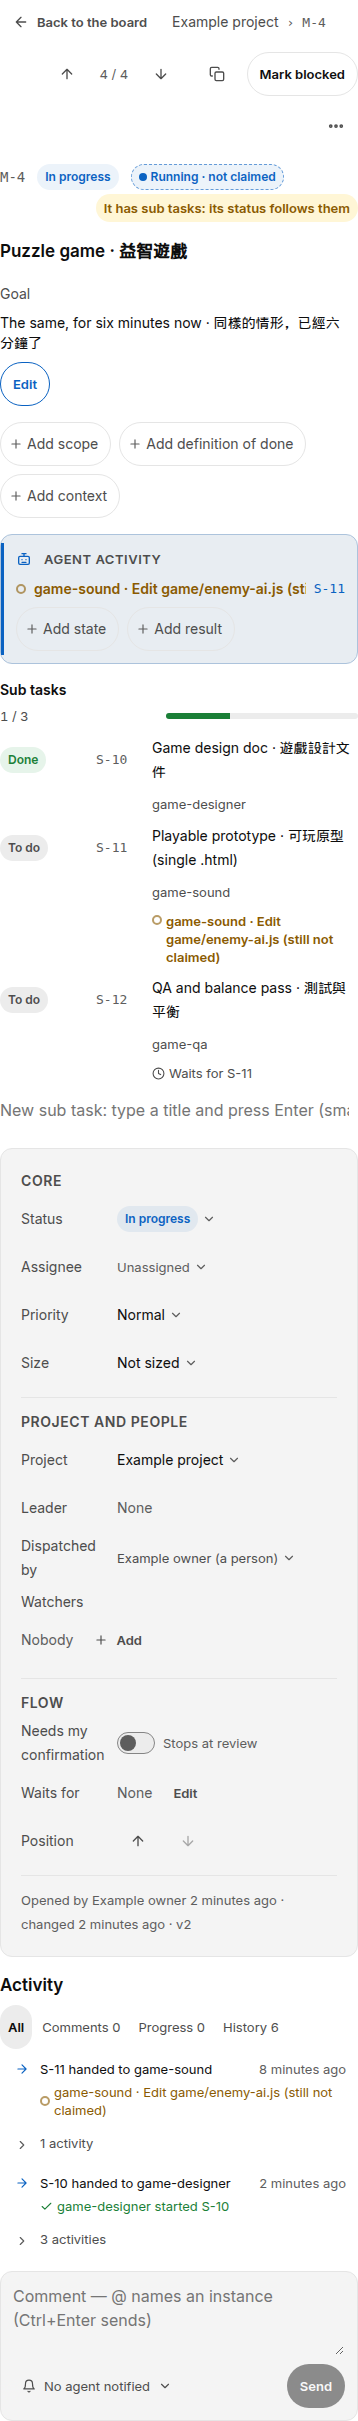 Back to the board Example project › M-4
4 / 4 Mark blocked
M-4 In progress Running · not claimed
It has sub tasks: its status follows them
Puzzle game · 益智遊戲
Goal
The same, for six minutes now · 同樣的情形，已經六
分鐘了
Edit
Add scope Add definition of done
Add context
AGENT ACTIVITY
game-sound · Edit game/enemy-ai.js (sti S-11
Add state Add result
Sub tasks
1 / 3
Done S-10 Game design doc · 遊戲設計文
件
game-designer
To do S-11 Playable prototype · 可玩原型
(single .html)
game-sound
game-sound · Edit
game/enemy-ai.js (still not
claimed)
To do S-12 QA and balance pass · 測試與
平衡
game-qa
Waits for S-11
New sub task: type a title and press Enter (sma
CORE
Status In progress
Assignee Unassigned
Priority Normal
Size Not sized
PROJECT AND PEOPLE
Project Example project
Leader None
Dispatched
by Example owner (a person)
Watchers
Nobody Add
FLOW
Needs my
confirmation Stops at review
Waits for None Edit
Position
Opened by Example owner 2 minutes ago ·
changed 2 minutes ago · v2
Activity
All Comments 0 Progress 0 History 6
S-11 handed to game-sound 8 minutes ago
game-sound · Edit game/enemy-ai.js (still not
claimed)
1 activity
S-10 handed to game-designer 2 minutes ago
game-designer started S-10
3 activities
Comment — @ names an instance
(Ctrl+Enter sends)
No agent notified Send